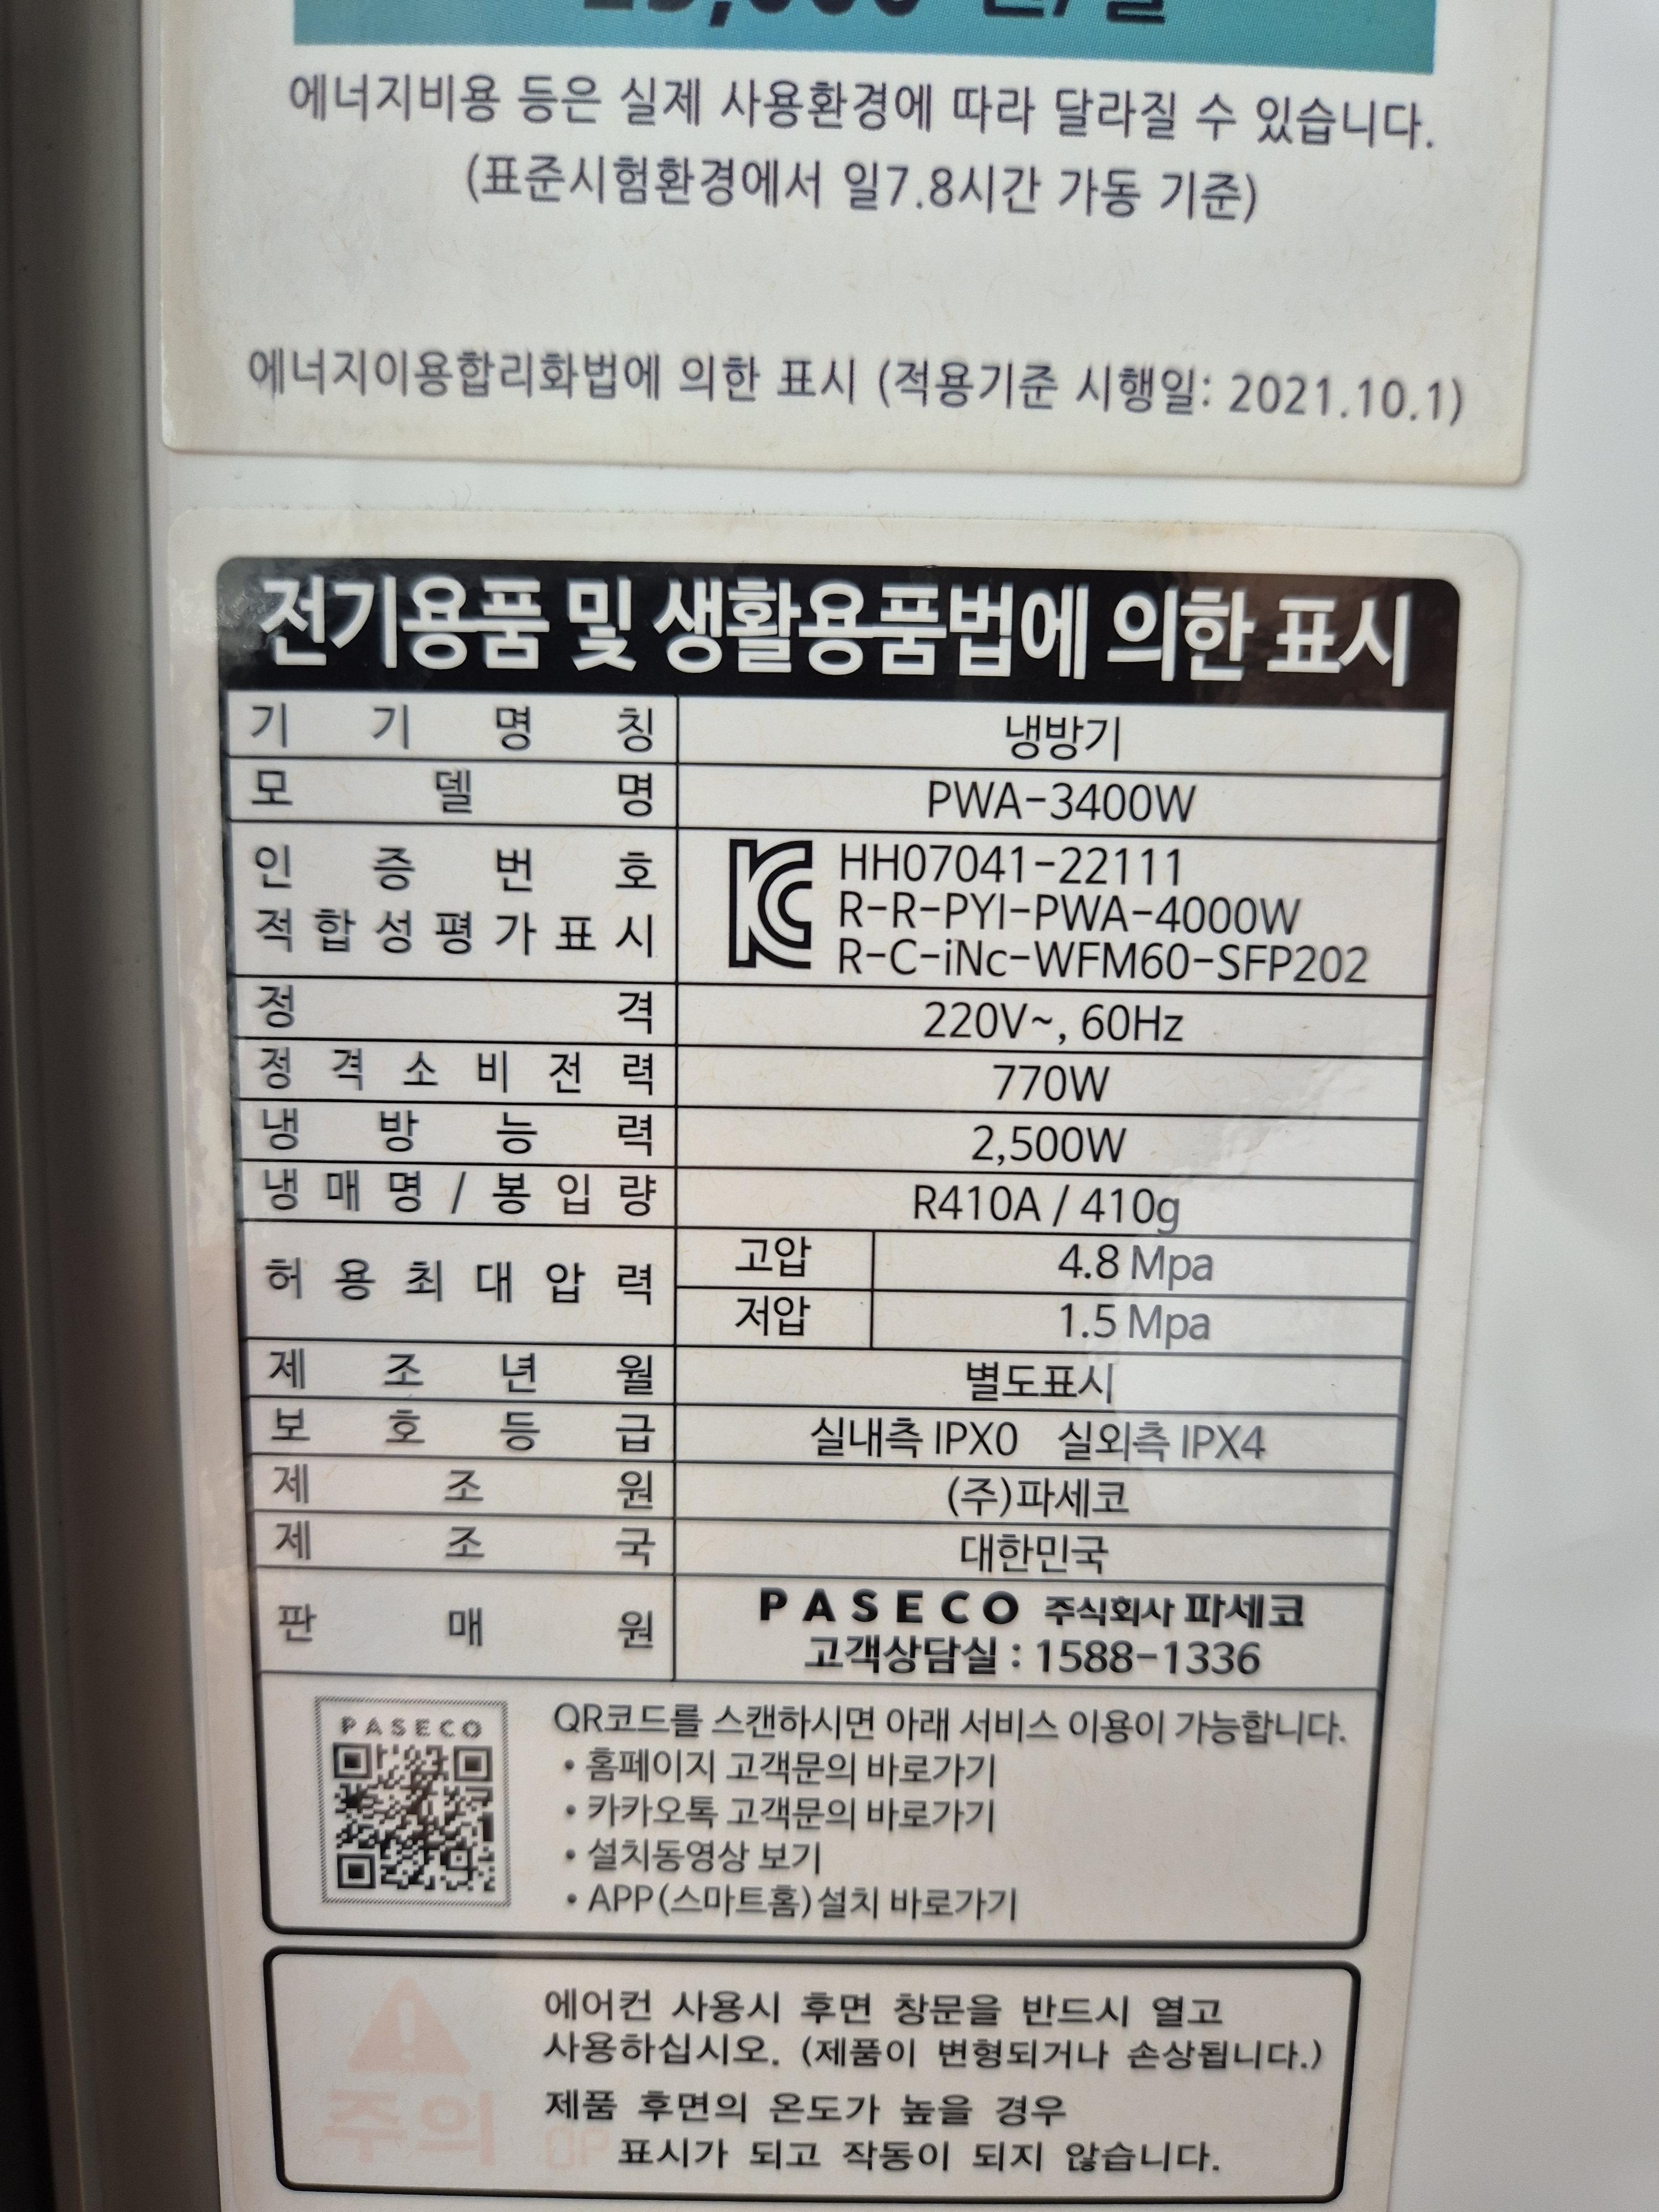 에너지비용 등은 실제 사용환경에 따라 달라질 수 있습니다.
(표준시험환경에서 일7.8시간 가동 기준)
에너지이용합리화법에 의한 표시 (적용기준 시행일: 2021.10.1)
전기용품 및 생활용품법에 의한 표시
기기명칭 냉방기
모델명 PWA-3400W
인증번호 HH07041-22111
적합성평가표시 R-R-PYI-PWA-4000W
R-C-iNc-WFM60-SFP202
정격 220V~, 60Hz
정격소비전력 770W
냉방능력 2,500W
냉매명/봉입량 R410A / 410g
허용최대압력 고압 4.8 Mpa
저압 1.5 Mpa
제조년월 별도표시
보호등급 실내측 IPX0 실외측 IPX4
제조원 (주)파세코
제조국 대한민국
판매원 PASECO 주식회사 파세코
고객상담실 : 1588-1336
PASECO
QR코드를 스캔하시면 아래 서비스 이용이 가능합니다.
• 홈페이지 고객문의 바로가기
• 카카오톡 고객문의 바로가기
• 설치동영상 보기
• APP(스마트홈)설치 바로가기
주의
에어컨 사용시 후면 창문을 반드시 열고
사용하십시오. (제품이 변형되거나 손상됩니다.)
제품 후면의 온도가 높을 경우
표시가 되고 작동이 되지 않습니다.